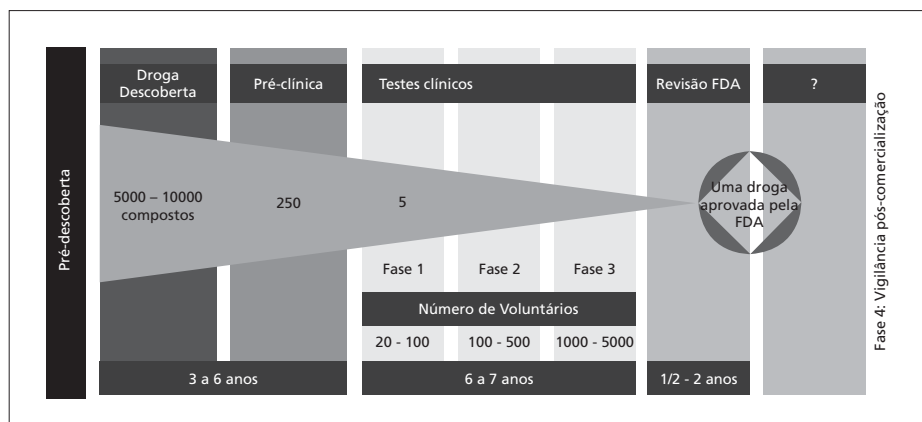 Pré-descoberta
Droga
Descoberta
Pré-clínica
Testes clínicos
Revisão FDA
?
5000 – 10000
compostos
250
5
Uma droga
aprovada pela
FDA
Fase 1
Fase 2
Fase 3
Número de Voluntários
20 - 100
100 - 500
1000 - 5000
3 a 6 anos
6 a 7 anos
1/2 - 2 anos
Fase 4: Vigilância pós-comercialização